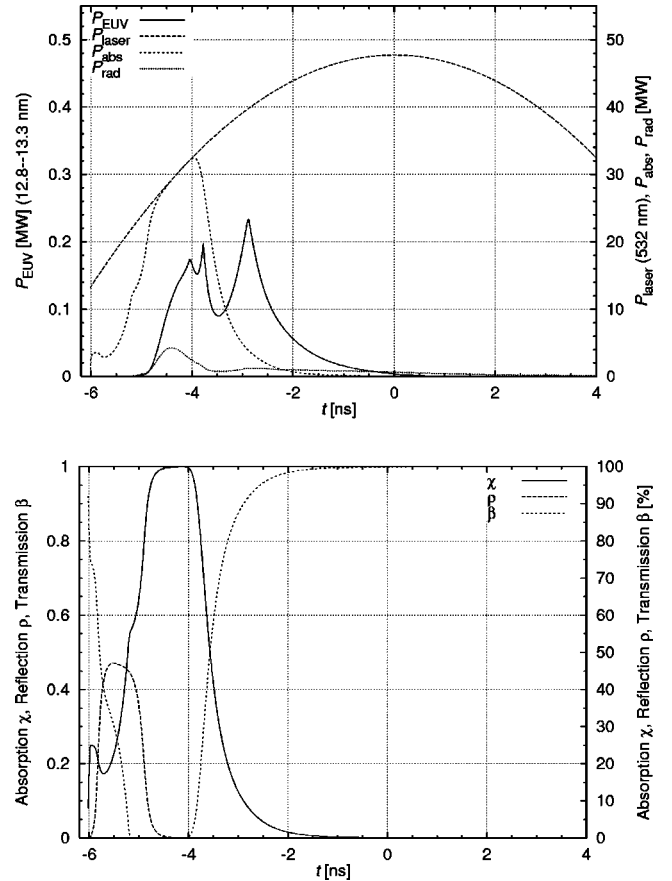 P_EUV
P_laser
P_abs
P_rad
0.5
0.4
0.3
0.2
0.1
0
50
40
30
20
10
0
P_EUV [MW] (12.8--13.3 nm)
P_laser (532 nm), P_abs, P_rad [MW]
-6 -4 -2 0 2 4
t [ns]
1
0.8
0.6
0.4
0.2
0
100
90
80
70
60
50
40
30
20
10
0
χ
ρ
β
Absorption χ, Reflection ρ, Transmission β
Absorption χ, Reflection ρ, Transmission β [%]
-6 -4 -2 0 2 4
t [ns]